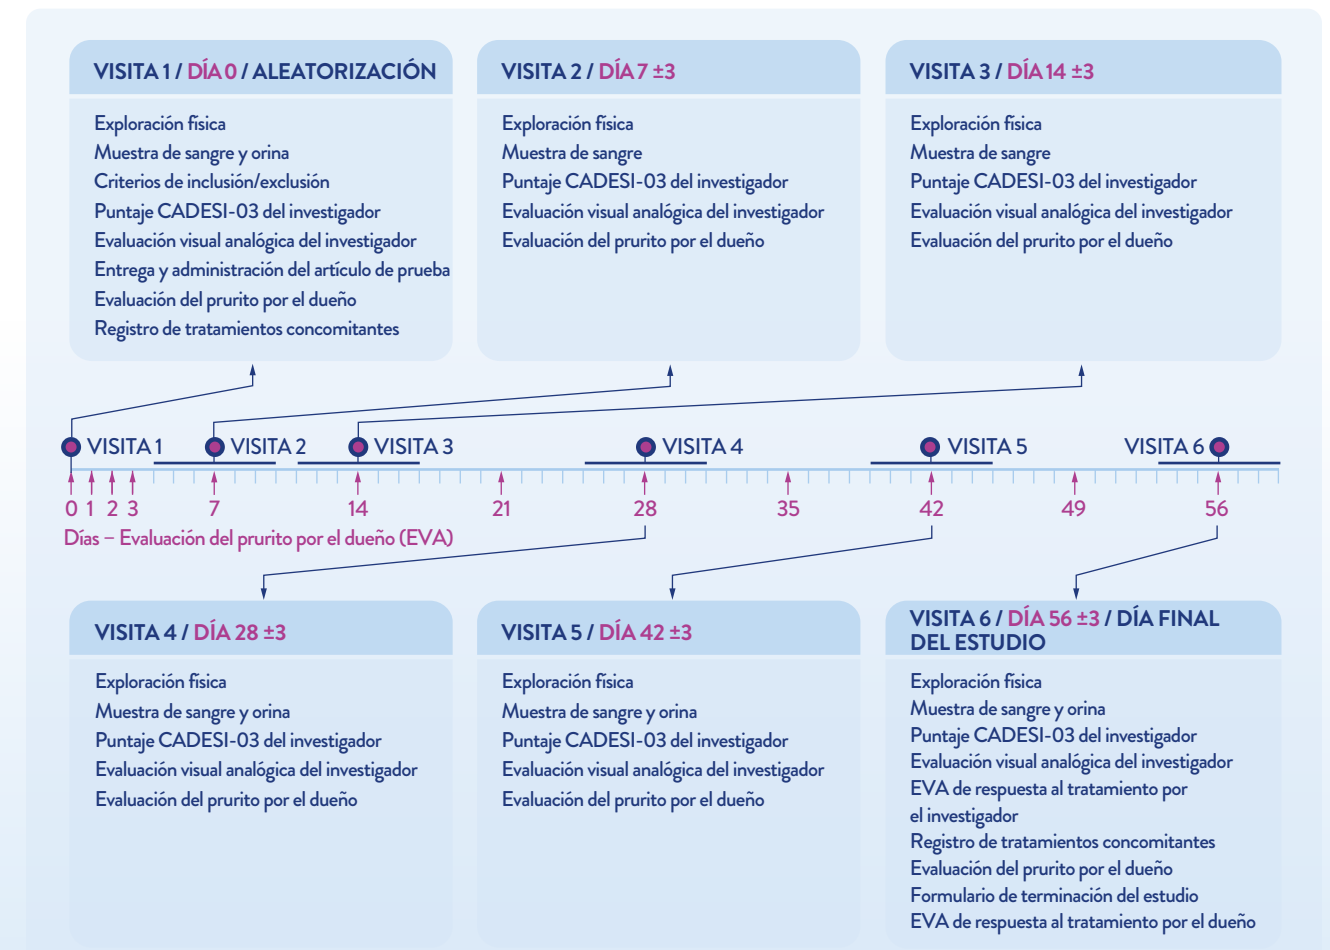 VISITA 1 / DÍA 0 / ALEATORIZACIÓN
Exploración física
Muestra de sangre y orina
Criterios de inclusión/exclusión
Puntaje CADESI-03 del investigador
Evaluación visual analógica del investigador
Entrega y administración del artículo de prueba
Evaluación del prurito por el dueño
Registro de tratamientos concomitantes
VISITA 2 / DÍA 7 ±3
Exploración física
Muestra de sangre
Puntaje CADESI-03 del investigador
Evaluación visual analógica del investigador
Evaluación del prurito por el dueño
VISITA 3 / DÍA 14 ±3
Exploración física
Muestra de sangre
Puntaje CADESI-03 del investigador
Evaluación visual analógica del investigador
Evaluación del prurito por el dueño
VISITA 1 VISITA 2 VISITA 3 VISITA 4 VISITA 5 VISITA 6
0 1 2 3 7 14 21 28 35 42 49 56
Días – Evaluación del prurito por el dueño (EVA)
VISITA 4 / DÍA 28 ±3
Exploración física
Muestra de sangre y orina
Puntaje CADESI-03 del investigador
Evaluación visual analógica del investigador
Evaluación del prurito por el dueño
VISITA 5 / DÍA 42 ±3
Exploración física
Muestra de sangre y orina
Puntaje CADESI-03 del investigador
Evaluación visual analógica del investigador
Evaluación del prurito por el dueño
VISITA 6 / DÍA 56 ±3 / DÍA FINAL
DEL ESTUDIO
Exploración física
Muestra de sangre y orina
Puntaje CADESI-03 del investigador
Evaluación visual analógica del investigador
EVA de respuesta al tratamiento por
el investigador
Registro de tratamientos concomitantes
Evaluación del prurito por el dueño
Formulario de terminación del estudio
EVA de respuesta al tratamiento por el dueño